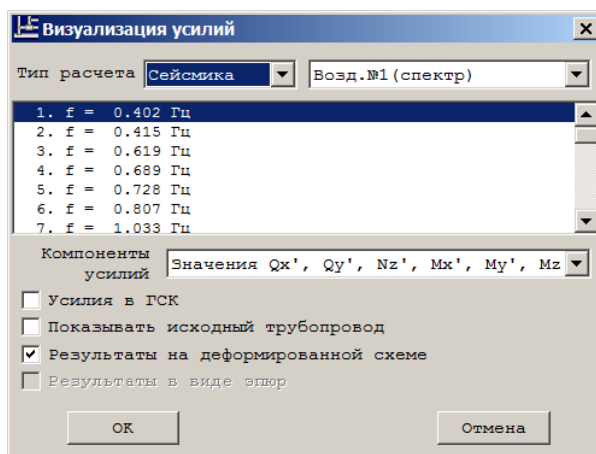 Визуализация усилий
Тип расчета Сейсмика Возд.№1(спектр)
1. f = 0.402 Гц
2. f = 0.415 Гц
3. f = 0.619 Гц
4. f = 0.689 Гц
5. f = 0.728 Гц
6. f = 0.807 Гц
7. f = 1.033 Гц
Компоненты
усилий
Значения Qx', Qy', Nz', Mx', My', Mz
Усилия в ГСК
Показывать исходный трубопровод
Результаты на деформированной схеме
Результаты в виде эпюр
OK Отмена